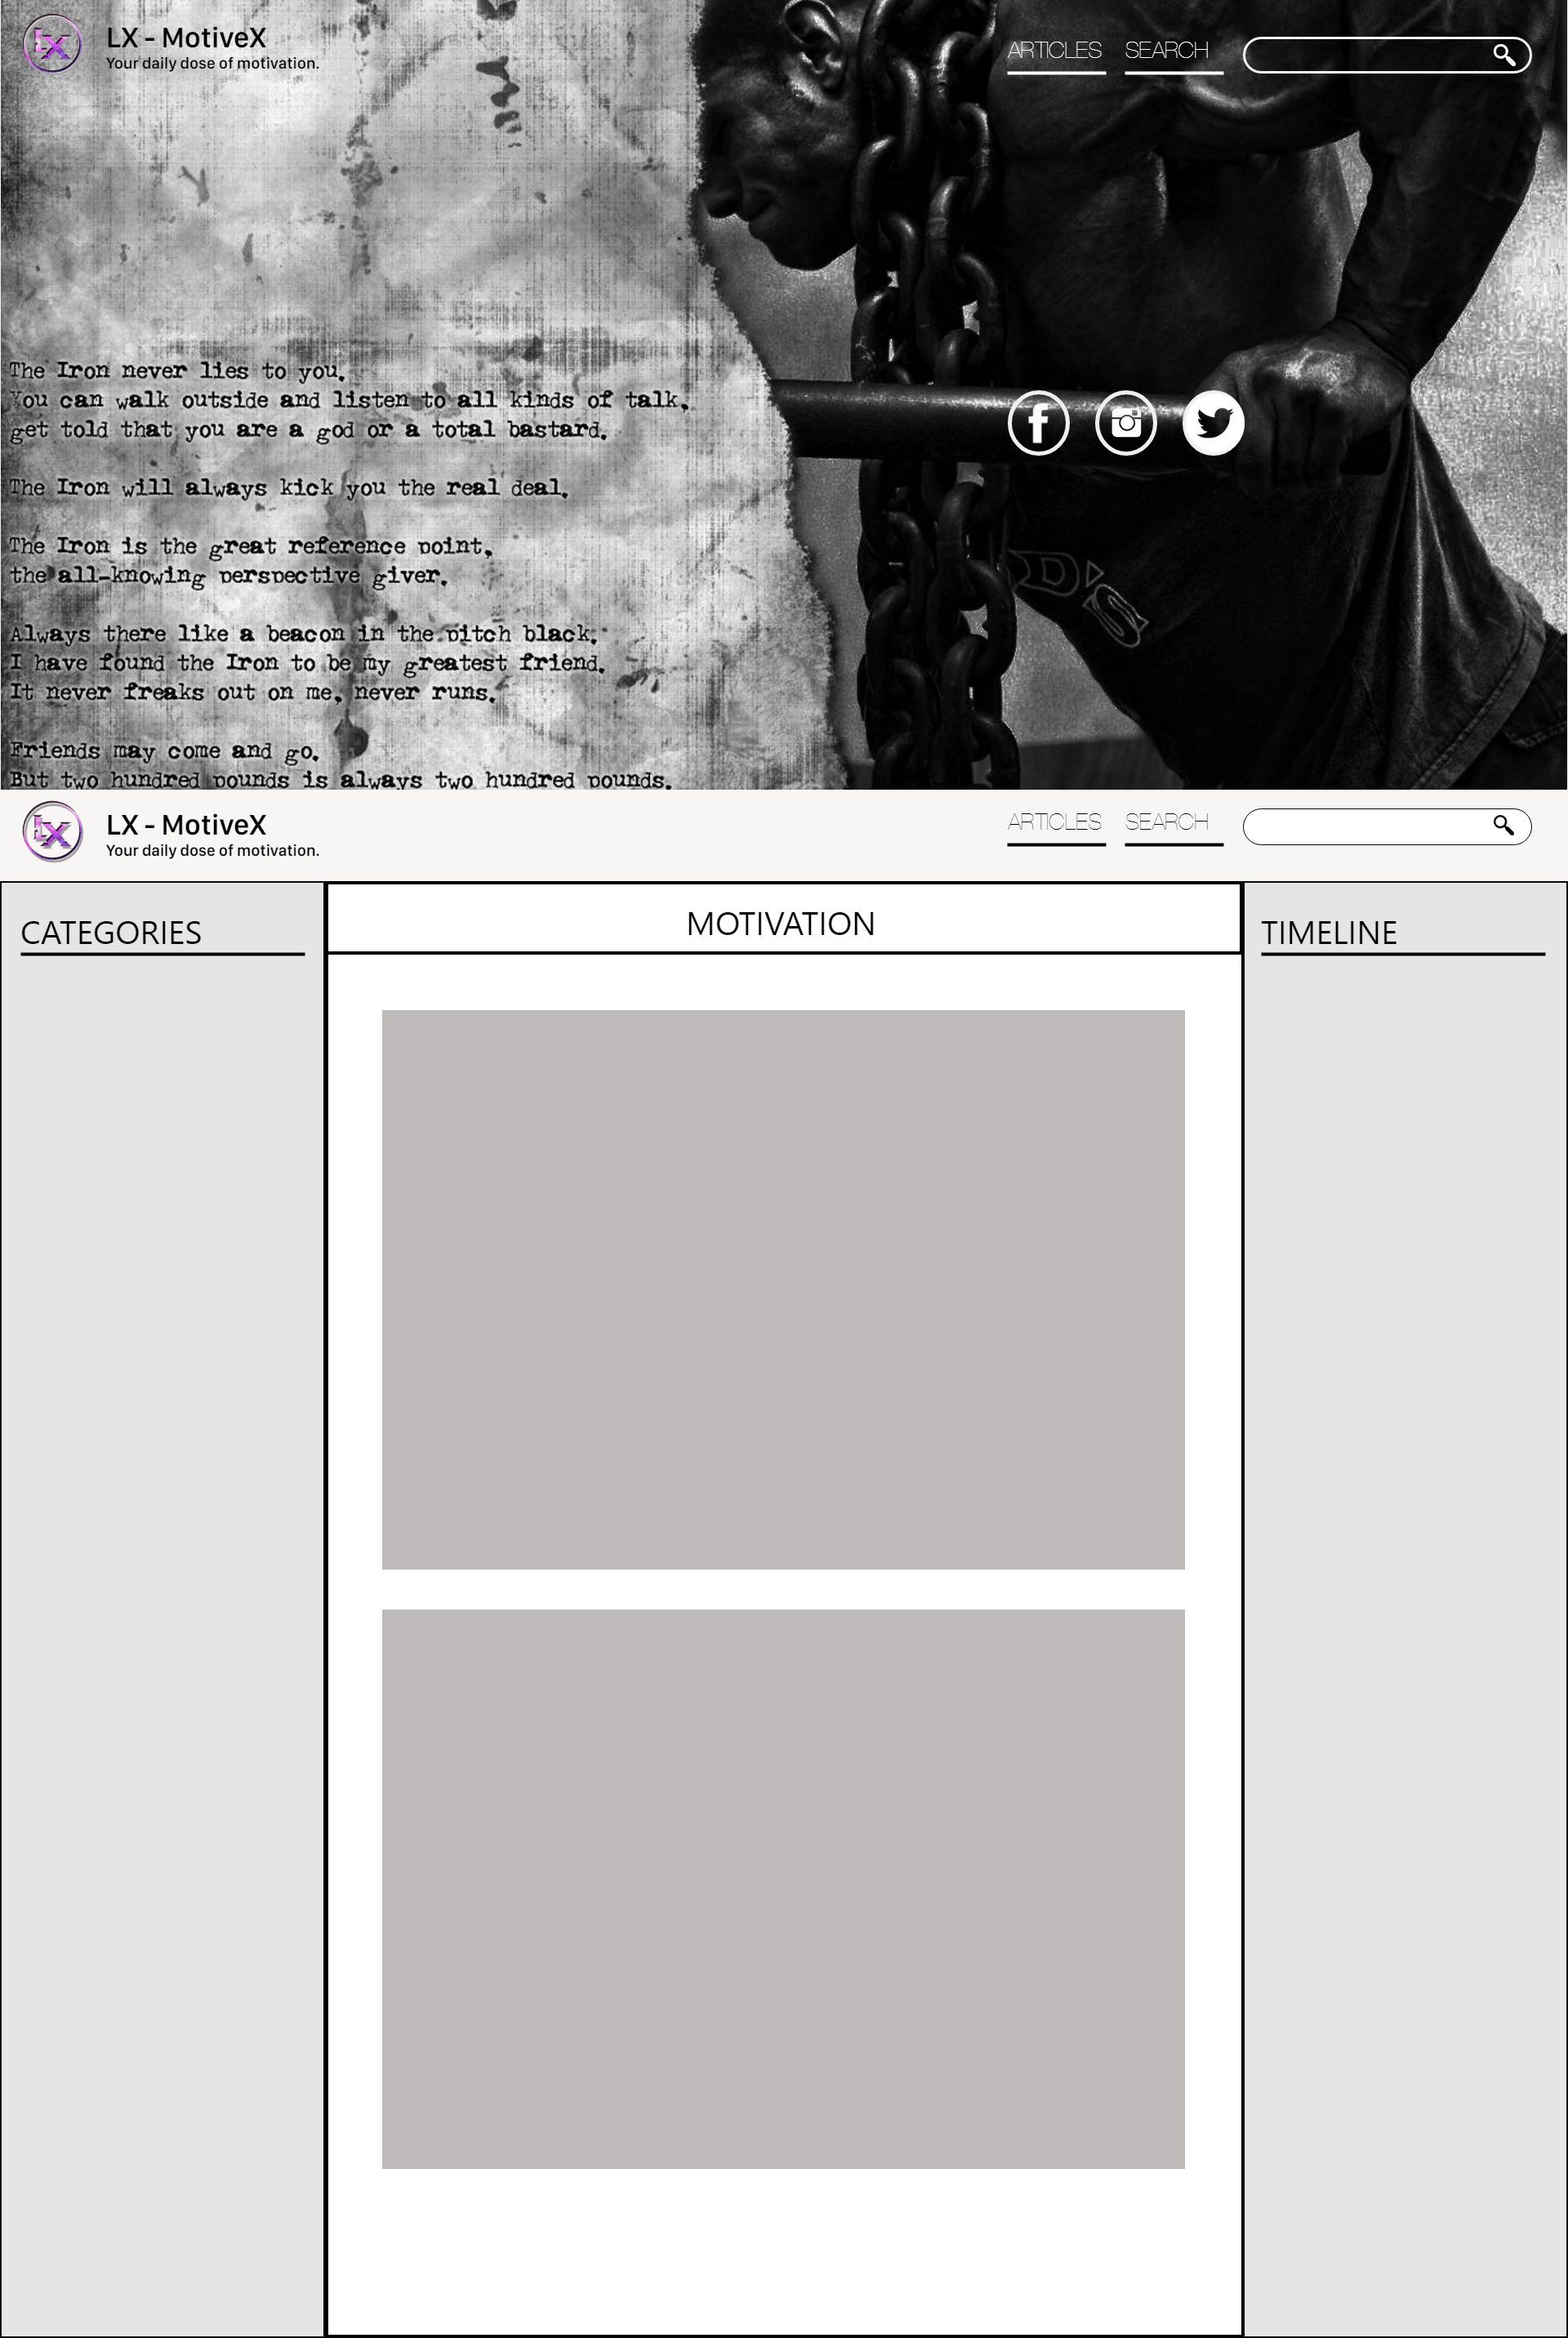 LX
LX - MotiveX
Your daily dose of motivation.
ARTICLES SEARCH
The Iron never lies to you.
You can walk outside and listen to all kinds of talk,
get told that you are a god or a total bastard.
The Iron will always kick you the real deal.
The Iron is the great reference point,
the all-knowing perspective giver.
Always there like a beacon in the pitch black.
I have found the Iron to be my greatest friend.
It never freaks out on me, never runs.
Friends may come and go.
But two hundred pounds is always two hundred pounds.
D'S
LX
LX - MotiveX
Your daily dose of motivation.
ARTICLES SEARCH
CATEGORIES
MOTIVATION
TIMELINE